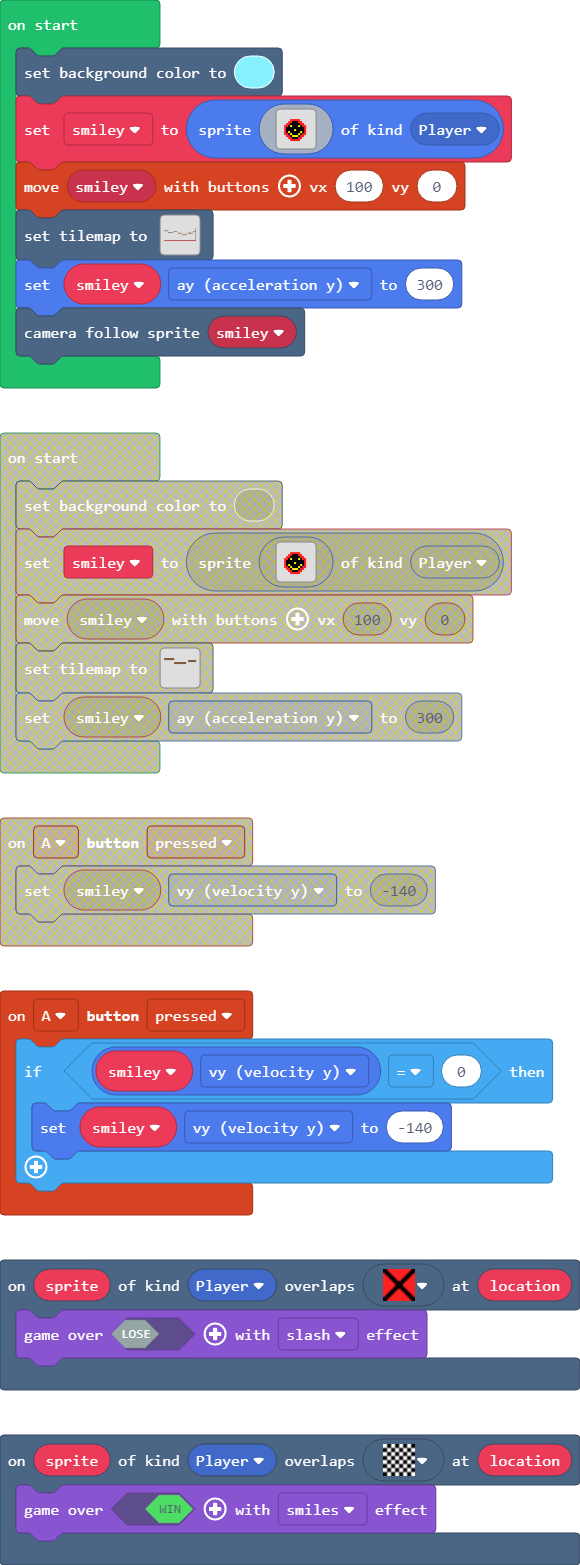 on start
set background color to
set smiley to sprite of kind Player
move smiley with buttons vx 100 vy 0
set tilemap to
set smiley ay (acceleration y) to 300
camera follow sprite smiley
on start
set background color to
set smiley to sprite of kind Player
move smiley with buttons vx 100 vy 0
set tilemap to
set smiley ay (acceleration y) to 300
on A button pressed
set smiley vy (velocity y) to -140
on A button pressed
if smiley vy (velocity y) = 0 then
set smiley vy (velocity y) to -140
on sprite of kind Player overlaps at location
game over LOSE with slash effect
on sprite of kind Player overlaps at location
game over WIN with smiles effect